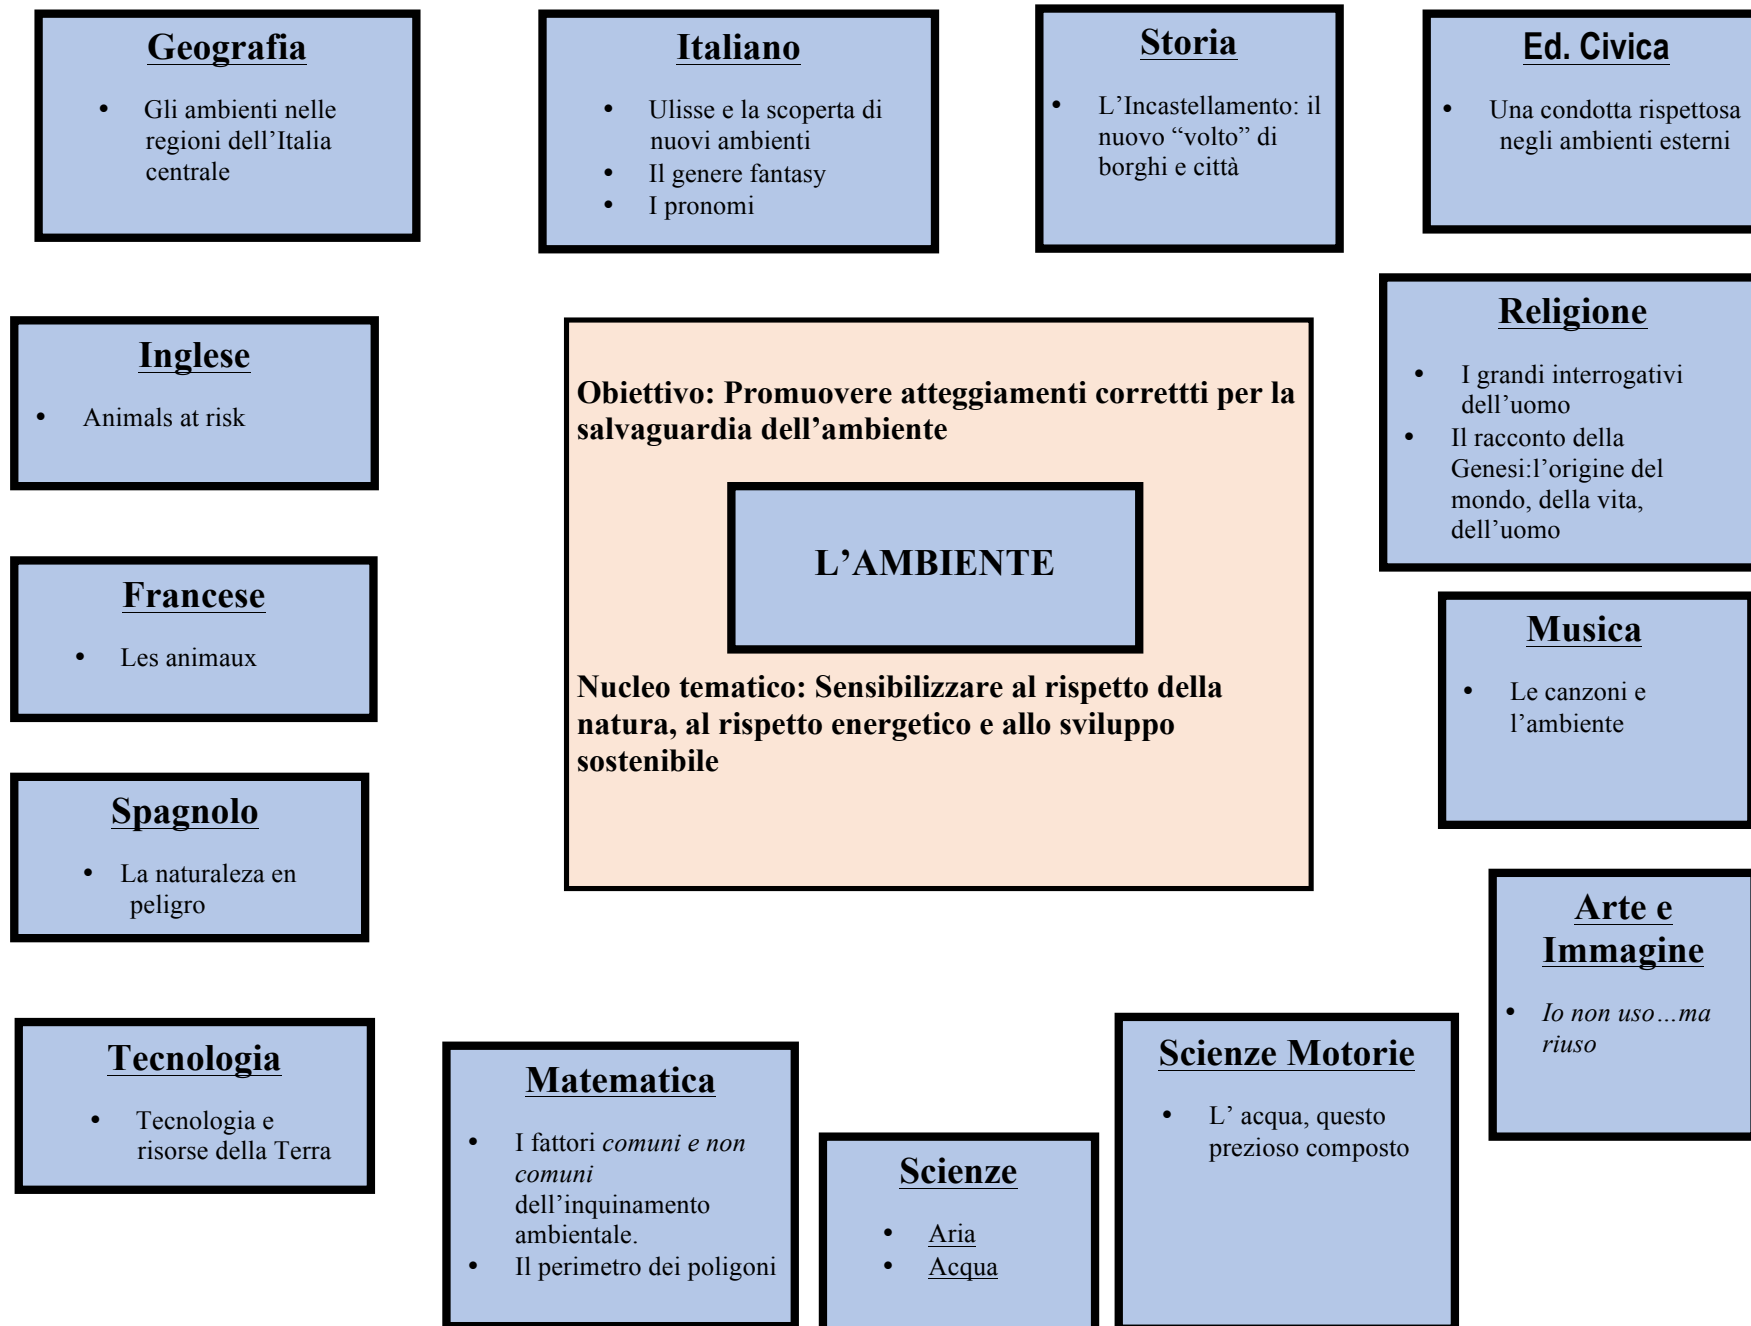 Geografia
• Gli ambienti nelle
regioni dell’Italia
centrale
Italiano
• Ulisse e la scoperta di
nuovi ambienti
• Il genere fantasy
• I pronomi
Storia
• L’Incastellamento: il
nuovo “volto” di
borghi e città
Ed. Civica
• Una condotta rispettosa
negli ambienti esterni
Inglese
• Animals at risk
Obiettivo: Promuovere atteggiamenti correttti per la
salvaguardia dell’ambiente
L’AMBIENTE
Nucleo tematico: Sensibilizzare al rispetto della
natura, al rispetto energetico e allo sviluppo
sostenibile
Religione
• I grandi interrogativi
dell’uomo
• Il racconto della
Genesi:l’origine del
mondo, della vita,
dell’uomo
Francese
• Les animaux
Musica
• Le canzoni e
l’ambiente
Spagnolo
• La naturaleza en
peligro
Arte e
Immagine
• Io non uso…ma
riuso
Tecnologia
• Tecnologia e
risorse della Terra
Matematica
• I fattori comuni e non
comuni
dell’inquinamento
ambientale.
• Il perimetro dei poligoni
Scienze
• Aria
• Acqua
Scienze Motorie
• L’ acqua, questo
prezioso composto